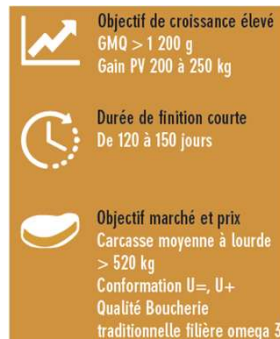 Objectif de croissance élevé
GMQ > 1 200 g
Gain PV 200 à 250 kg
Durée de finition courte
De 120 à 150 jours
Objectif marché et prix
Carcasse moyenne à lourde
> 520 kg
Conformation U=, U+
Qualité Boucherie
traditionnelle filière omega 3